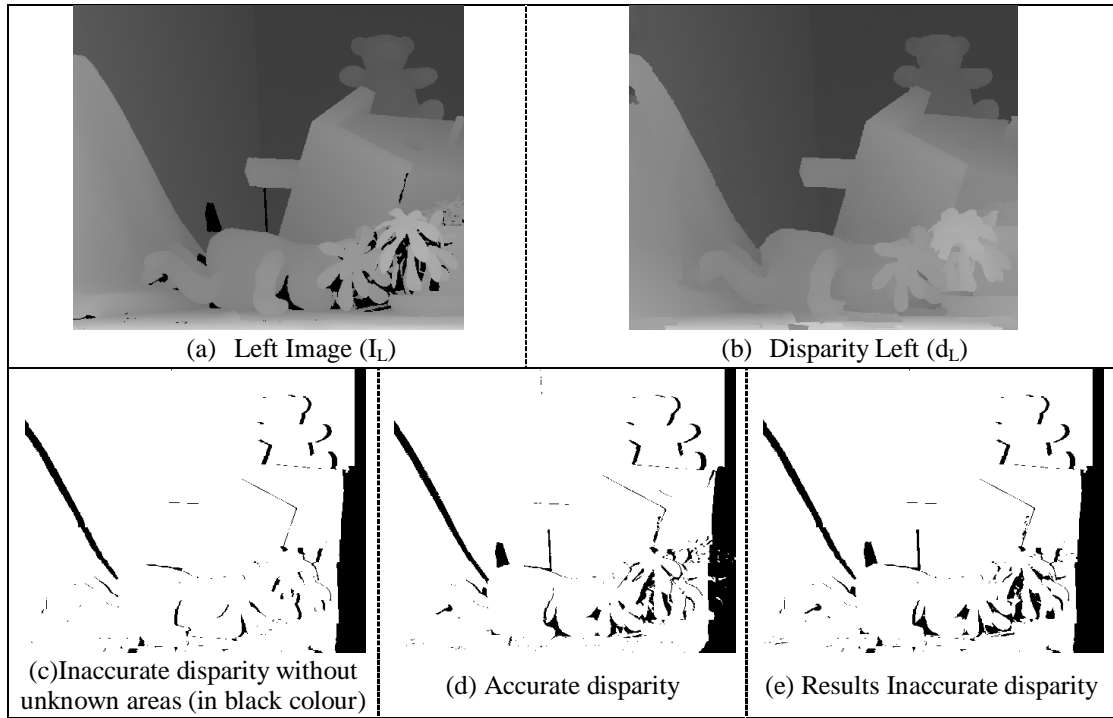 (a) Left Image (I_L)
(b) Disparity Left (d_L)
(c)Inaccurate disparity without
unknown areas (in black colour)
(d) Accurate disparity
(e) Results Inaccurate disparity